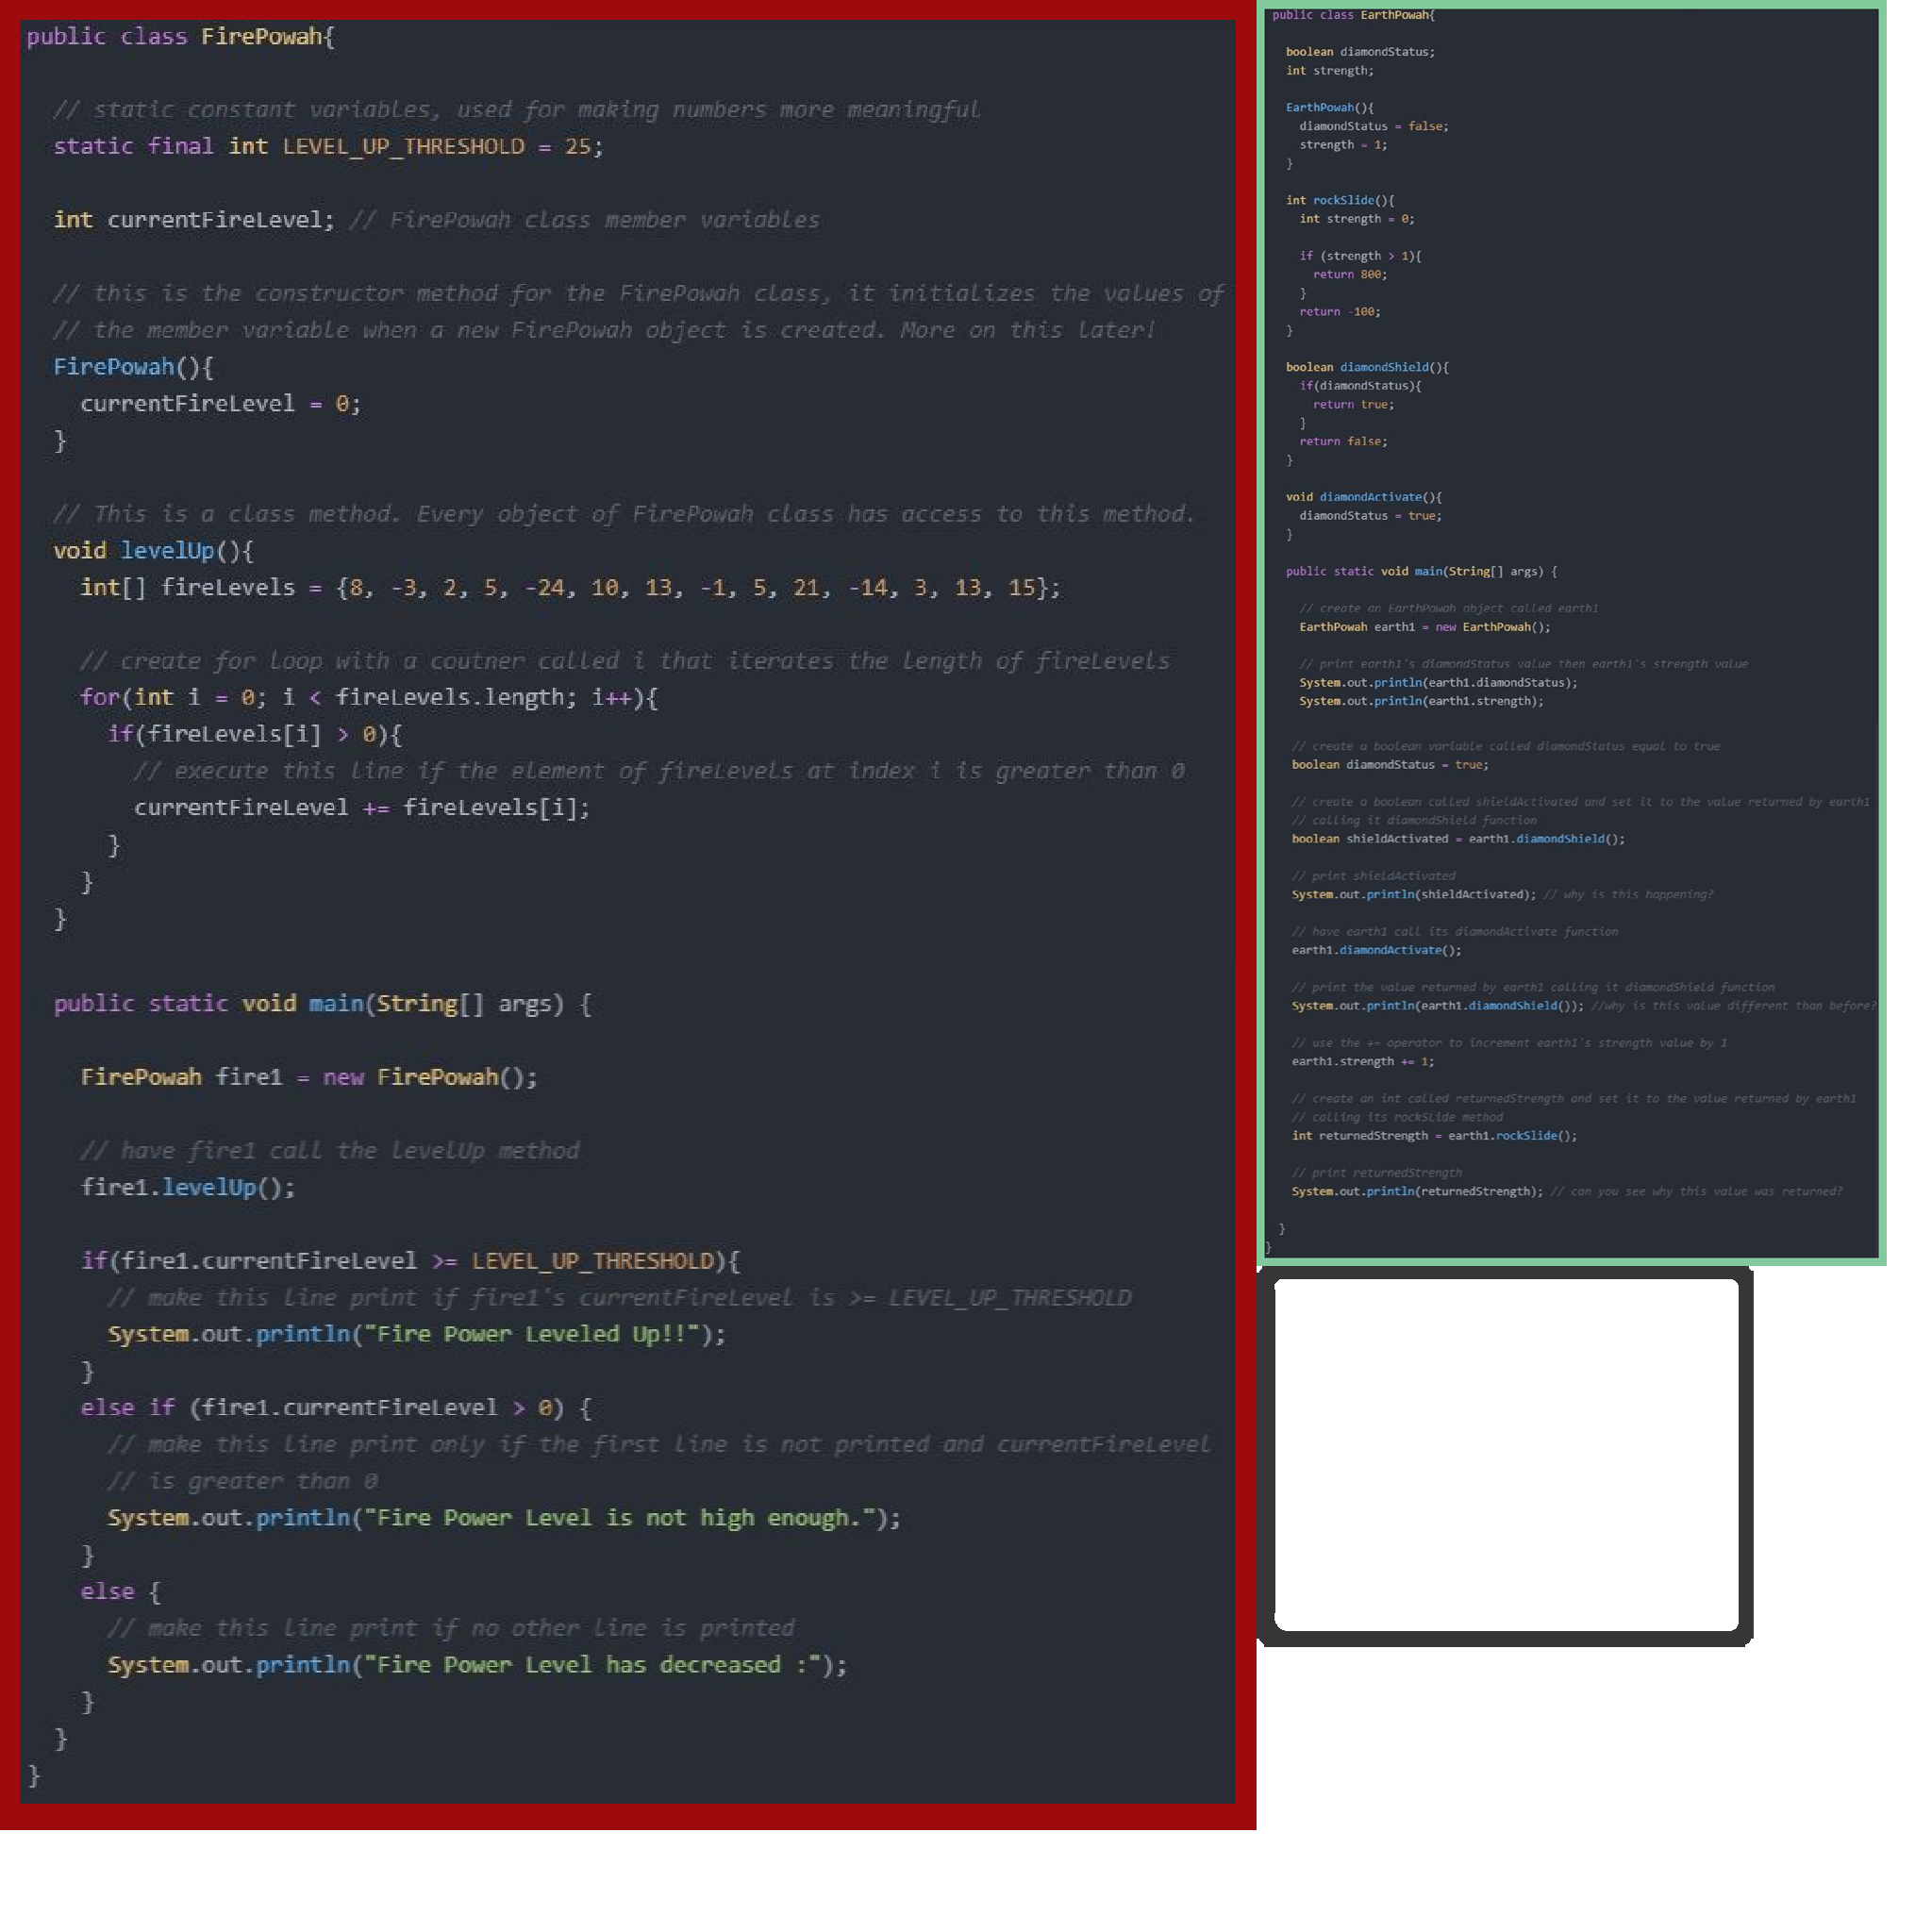 public class FirePowah{
// static constant variables, used for making numbers more meaningful
static final int LEVEL_UP_THRESHOLD = 25;
int currentFireLevel; // FirePowah class member variables
// this is the constructor method for the FirePowah class, it initializes the values of
// the member variable when a new FirePowah object is created. More on this later!
FirePowah(){
currentFireLevel = 0;
}
// This is a class method. Every object of FirePowah class has access to this method.
void levelUp(){
int[] fireLevels = {8, -3, 2, 5, -24, 10, 13, -1, 5, 21, -14, 3, 13, 15};
// create for loop with a coutner called i that iterates the length of fireLevels
for(int i = 0; i < fireLevels.length; i++){
if(fireLevels[i] > 0){
// execute this line if the element of fireLevels at index i is greater than 0
currentFireLevel += fireLevels[i];
}
}
}
public static void main(String[] args) {
FirePowah fire1 = new FirePowah();
// have fire1 call the levelUp method
fire1.levelUp();
if(fire1.currentFireLevel >= LEVEL_UP_THRESHOLD){
// make this line print if fire1's currentFireLevel is >= LEVEL_UP_THRESHOLD
System.out.println("Fire Power Leveled Up!!");
}
else if (fire1.currentFireLevel > 0) {
// make this line print only if the first line is not printed and currentFireLevel
// is greater than 0
System.out.println("Fire Power Level is not high enough.");
}
else {
// make this line print if no other line is printed
System.out.println("Fire Power Level has decreased :");
}
}
}
public class EarthPowah{
boolean diamondStatus;
int strength;
EarthPowah(){
diamondStatus = false;
strength = 1;
}
int rockSlide(){
int strength = 0;
if (strength > 1){
return 800;
}
return -100;
}
boolean diamondShield(){
if(diamondStatus){
return true;
}
return false;
}
void diamondActivate(){
diamondStatus = true;
}
public static void main(String[] args) {
// create an EarthPowah object called earth1
EarthPowah earth1 = new EarthPowah();
// print earth1's diamondStatus value then earth1's strength value
System.out.println(earth1.diamondStatus);
System.out.println(earth1.strength);
// create a boolean variable called diamondStatus equal to true
boolean diamondStatus = true;
// create a boolean called shieldActivated and set it to the value returned by earth1
// calling it diamondShield function
boolean shieldActivated = earth1.diamondShield();
// print shieldActivated
System.out.println(shieldActivated); // why is this happening?
// have earth1 call its diamondActivate function
earth1.diamondActivate();
// print the value returned by earth1 calling it diamondShield function
System.out.println(earth1.diamondShield()); //why is this value different than before?
// use the += operator to increment earth1's strength value by 1
earth1.strength += 1;
// create an int called returnedStrength and set it to the value returned by earth1
// calling its rockSlide method
int returnedStrength = earth1.rockSlide();
// print returnedStrength
System.out.println(returnedStrength); // can you see why this value was returned?
}
}